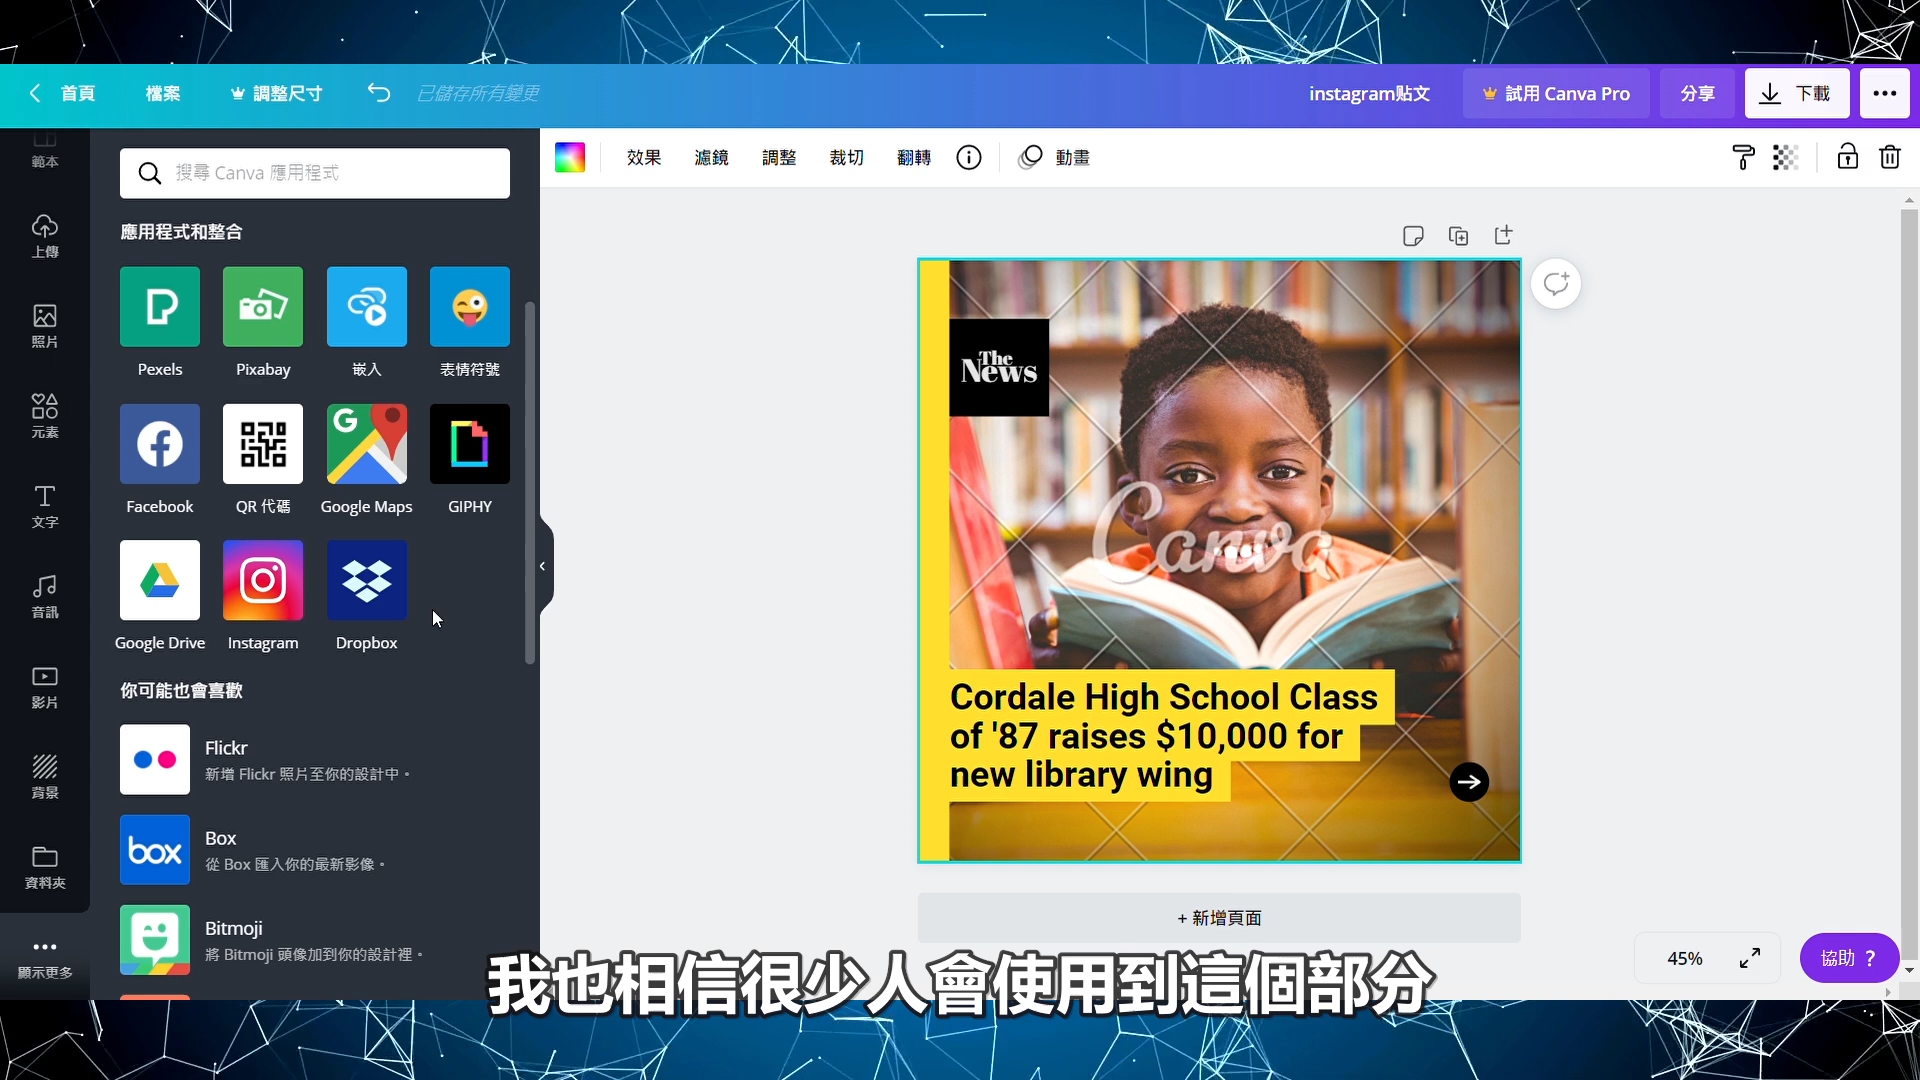 首頁
檔案
調整尺寸
已儲存所有變更
instagram貼文
試用 Canva Pro
分享
下載
範本
上傳
照片
元素
文字
音訊
影片
背景
資料夾
顯示更多
搜尋 Canva 應用程式
應用程式和整合
Pexels
Pixabay
嵌入
表情符號
Facebook
QR 代碼
Google Maps
GIPHY
Google Drive
Instagram
Dropbox
你可能也會喜歡
Flickr
新增 Flickr 照片至你的設計中。
box
Box
從 Box 匯入你的最新影像。
Bitmoji
將 Bitmoji 頭像加到你的設計裡。
效果
濾鏡
調整
裁切
翻轉
動畫
The
News
Canva
Cordale High School Class
of '87 raises $10,000 for
new library wing
+ 新增頁面
45%
協助 ?
我也相信很少人會使用到這個部分